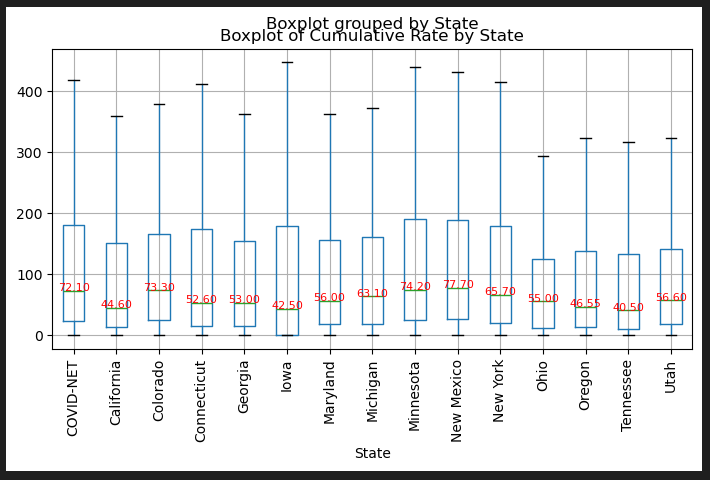 Boxplot grouped by State
Boxplot of Cumulative Rate by State
400
300
200
100
0
72.10
44.60
73.30
52.60
53.00
42.50
56.00
63.10
74.20
77.70
65.70
55.00
46.55
40.50
56.60
COVID-NET
California
Colorado
Connecticut
Georgia
Iowa
Maryland
Michigan
Minnesota
New Mexico
New York
Ohio
Oregon
Tennessee
Utah
State